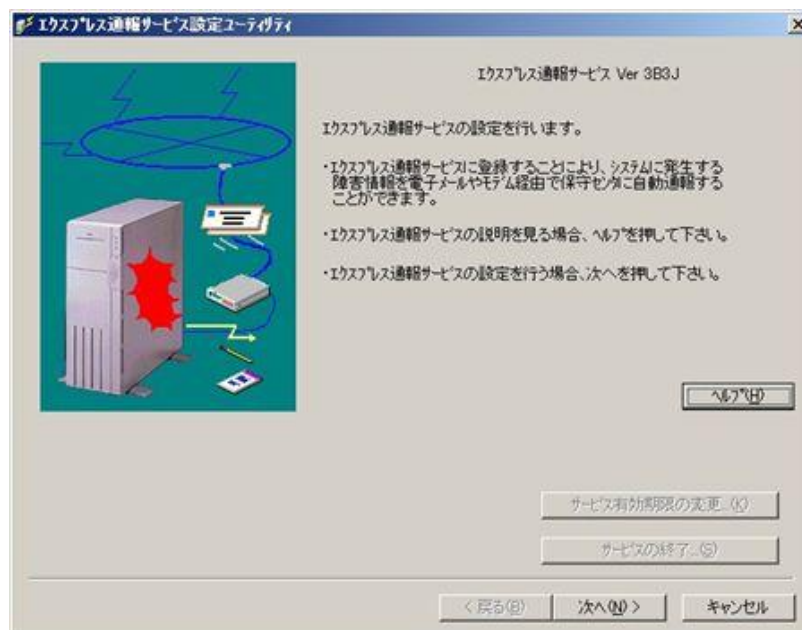 ｴｸｽﾌﾟﾚｽ通報ｻｰﾋﾞｽ設定ﾕｰﾃｨﾘﾃｨ
ｴｸｽﾌﾟﾚｽ通報ｻｰﾋﾞｽ Ver 3B3J
ｴｸｽﾌﾟﾚｽ通報ｻｰﾋﾞｽの設定を行います。
・ｴｸｽﾌﾟﾚｽ通報ｻｰﾋﾞｽに登録することにより、ｼｽﾃﾑに発生する
障害情報を電子ﾒｰﾙやﾓﾃﾞﾑ経由で保守ｾﾝﾀに自動通報する
ことができます。
・ｴｸｽﾌﾟﾚｽ通報ｻｰﾋﾞｽの説明を見る場合、ﾍﾙﾌﾟを押して下さい。
・ｴｸｽﾌﾟﾚｽ通報ｻｰﾋﾞｽの設定を行う場合、次へを押して下さい。
ﾍﾙﾌﾟ(H)
ｻｰﾋﾞｽ有効期限の変更...(K)
ｻｰﾋﾞｽの終了...(S)
< 戻る(B)
次へ(N) >
キャンセル